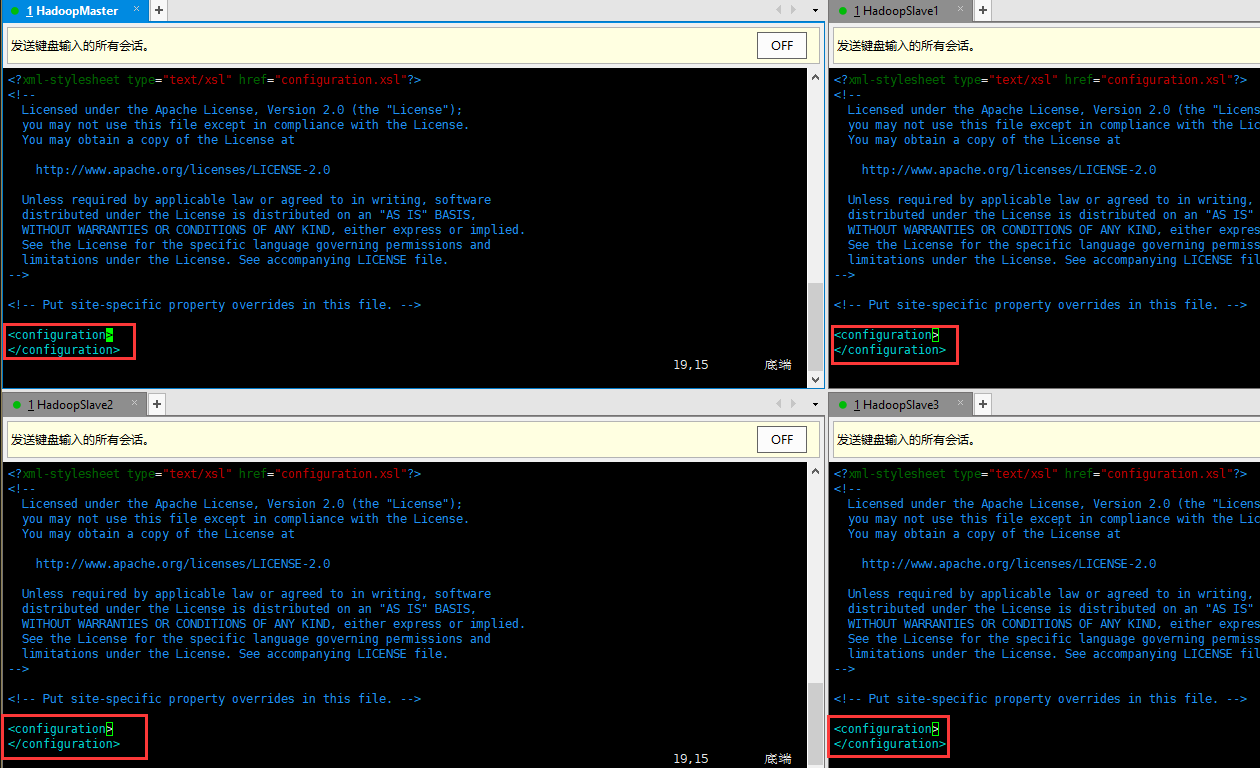 1 HadoopMaster × +
发送键盘输入的所有会话。 OFF
<?xml-stylesheet type="text/xsl" href="configuration.xsl"?>
<!--
Licensed under the Apache License, Version 2.0 (the "License");
you may not use this file except in compliance with the License.
You may obtain a copy of the License at
http://www.apache.org/licenses/LICENSE-2.0
Unless required by applicable law or agreed to in writing, software
distributed under the License is distributed on an "AS IS" BASIS,
WITHOUT WARRANTIES OR CONDITIONS OF ANY KIND, either express or implied.
See the License for the specific language governing permissions and
limitations under the License. See accompanying LICENSE file.
-->
<!-- Put site-specific property overrides in this file. -->
<configuration>
</configuration>
19,15 底端
1 HadoopSlave1 × +
发送键盘输入的所有会话。
<?xml-stylesheet type="text/xsl" href="configuration.xsl"?>
<!--
Licensed under the Apache License, Version 2.0 (the "Licens
you may not use this file except in compliance with the Lic
You may obtain a copy of the License at
http://www.apache.org/licenses/LICENSE-2.0
Unless required by applicable law or agreed to in writing,
distributed under the License is distributed on an "AS IS"
WITHOUT WARRANTIES OR CONDITIONS OF ANY KIND, either expres
See the License for the specific language governing permiss
limitations under the License. See accompanying LICENSE fil
-->
<!-- Put site-specific property overrides in this file. -->
<configuration>
</configuration>
1 HadoopSlave2 × +
发送键盘输入的所有会话。 OFF
<?xml-stylesheet type="text/xsl" href="configuration.xsl"?>
<!--
Licensed under the Apache License, Version 2.0 (the "License");
you may not use this file except in compliance with the License.
You may obtain a copy of the License at
http://www.apache.org/licenses/LICENSE-2.0
Unless required by applicable law or agreed to in writing, software
distributed under the License is distributed on an "AS IS" BASIS,
WITHOUT WARRANTIES OR CONDITIONS OF ANY KIND, either express or implied.
See the License for the specific language governing permissions and
limitations under the License. See accompanying LICENSE file.
-->
<!-- Put site-specific property overrides in this file. -->
<configuration>
</configuration>
19,15 底端
1 HadoopSlave3 × +
发送键盘输入的所有会话。
<?xml-stylesheet type="text/xsl" href="configuration.xsl"?>
<!--
Licensed under the Apache License, Version 2.0 (the "Licens
you may not use this file except in compliance with the Lic
You may obtain a copy of the License at
http://www.apache.org/licenses/LICENSE-2.0
Unless required by applicable law or agreed to in writing,
distributed under the License is distributed on an "AS IS"
WITHOUT WARRANTIES OR CONDITIONS OF ANY KIND, either expres
See the License for the specific language governing permiss
limitations under the License. See accompanying LICENSE fil
-->
<!-- Put site-specific property overrides in this file. -->
<configuration>
</configuration>